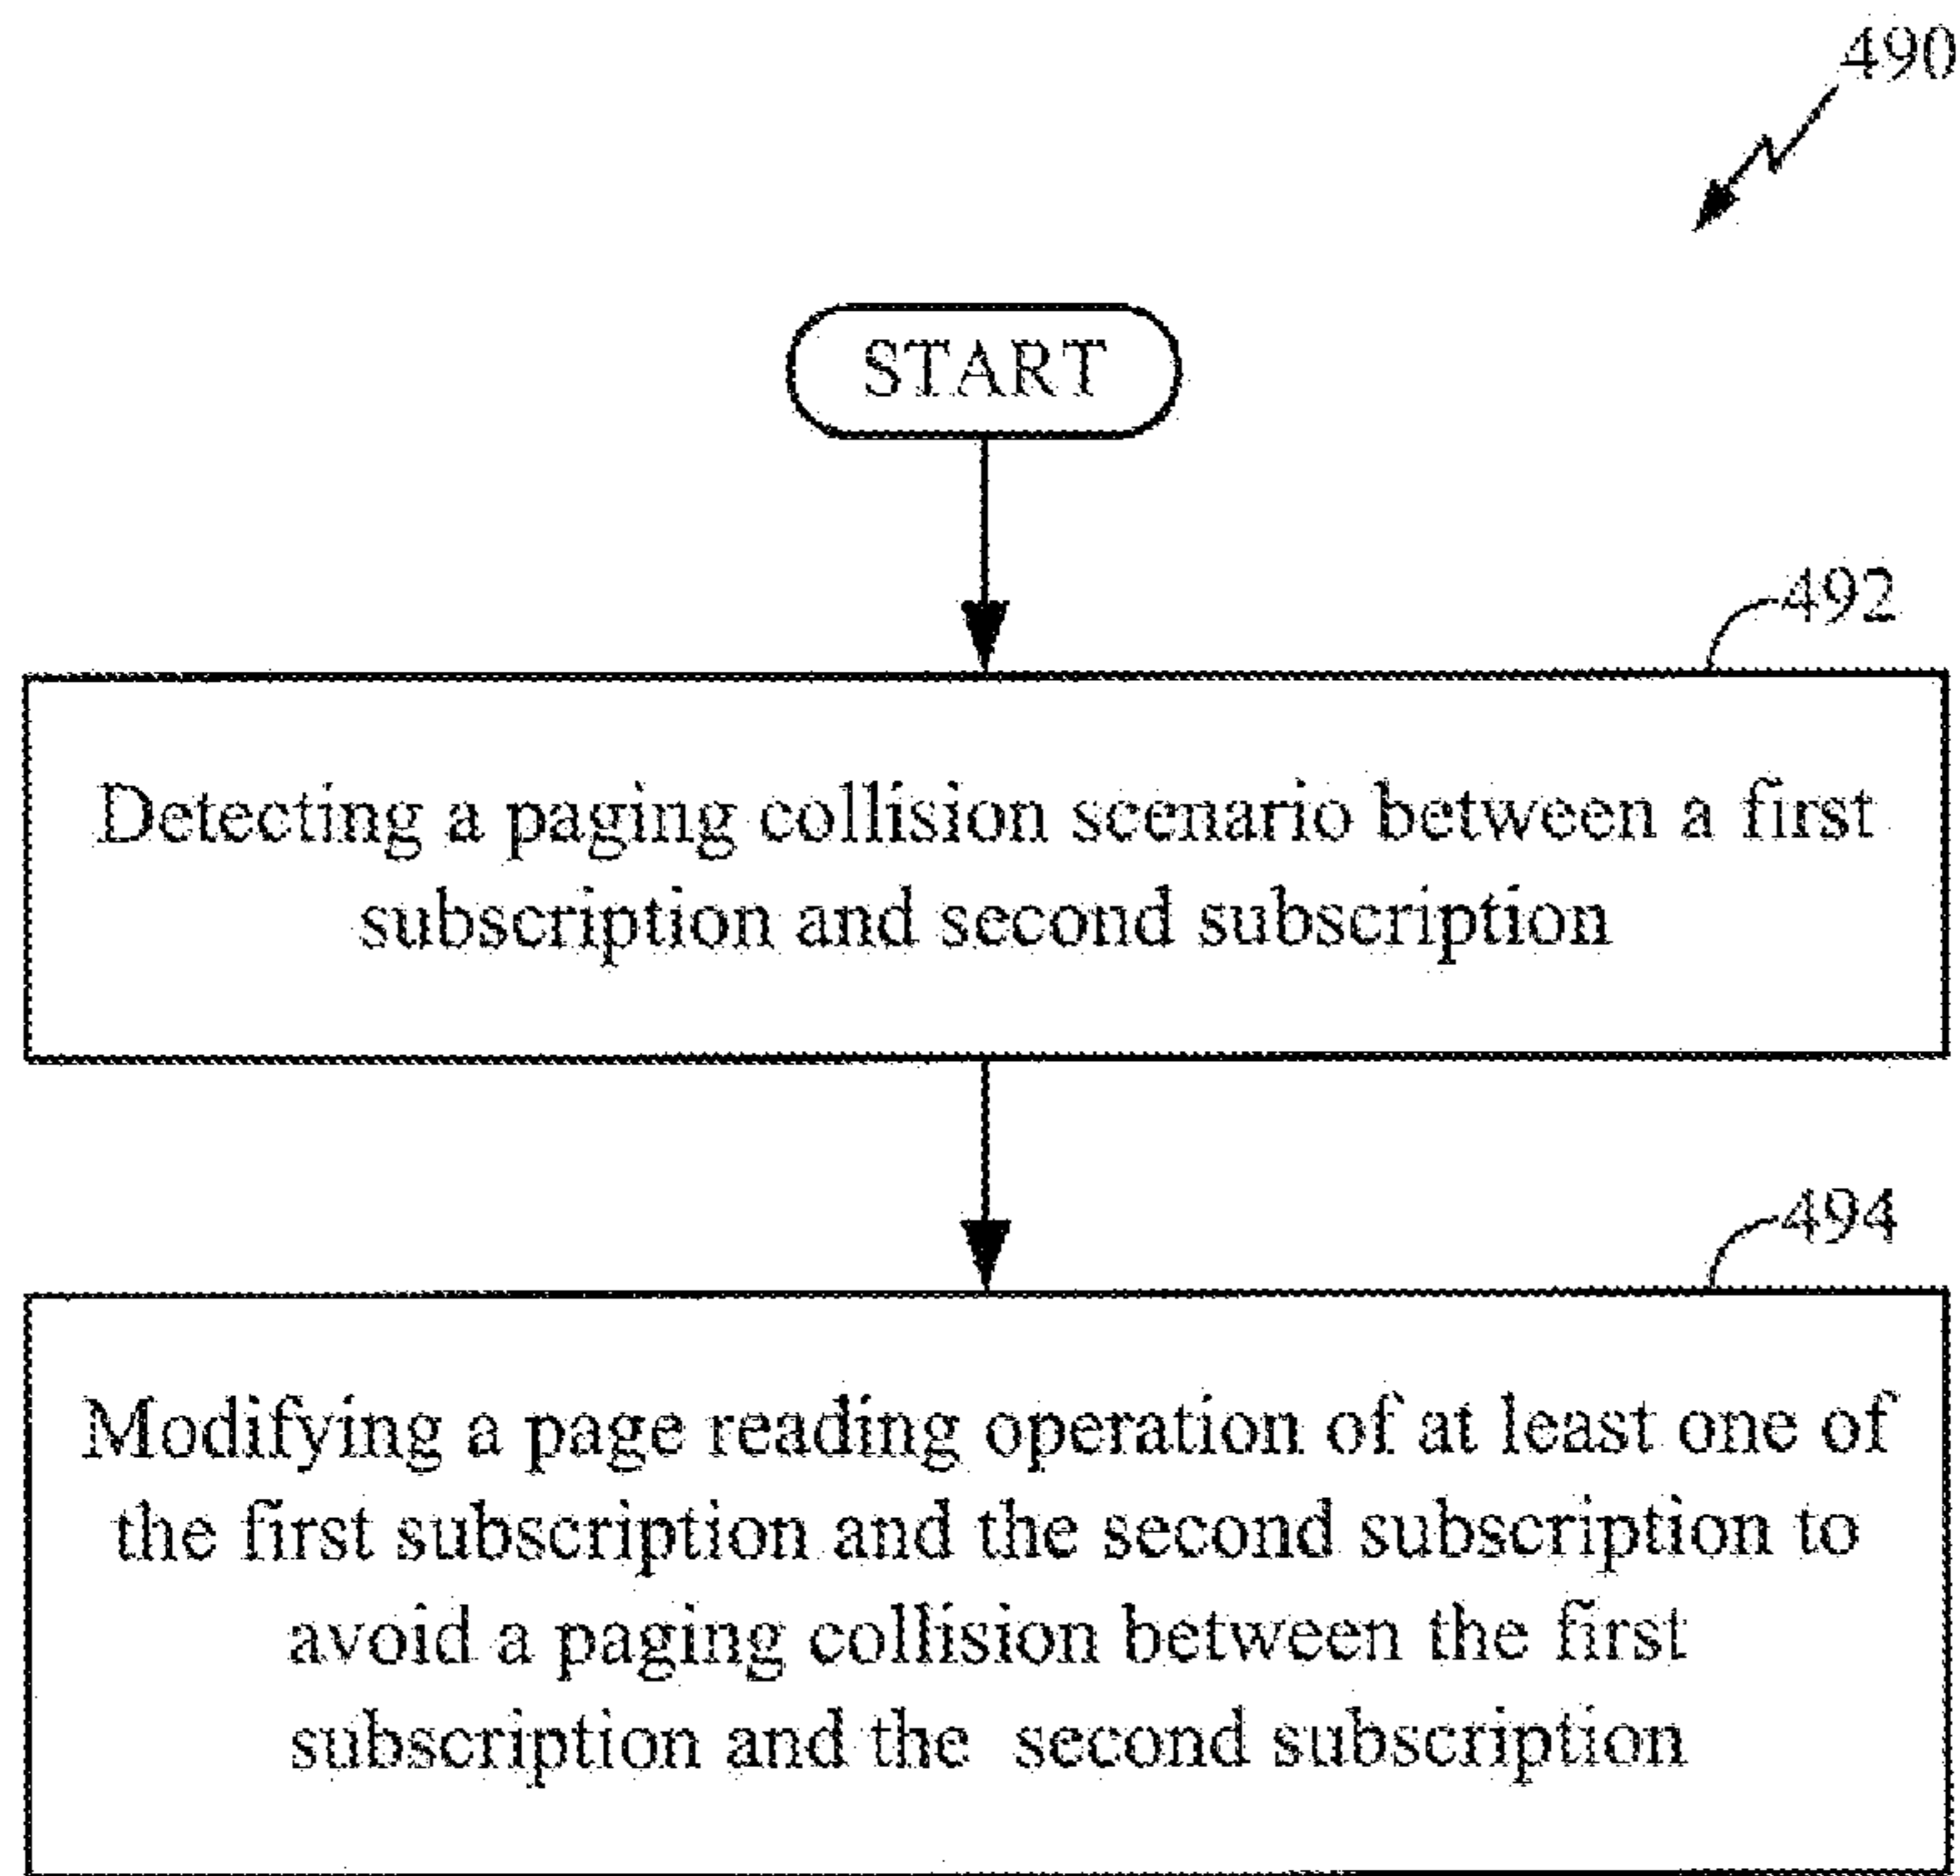 490
START
492
Detecting a paging collision scenario between a first
subscription and second subscription
494
Modifying a page reading operation of at least one of
the first subscription and the second subscription to
avoid a paging collision between the first
subscription and the second subscription